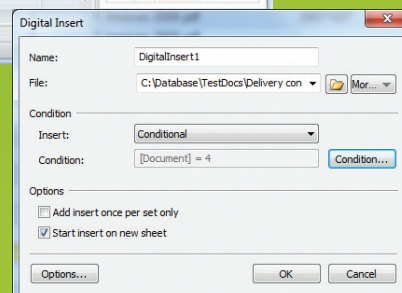 Digital Insert
Name: DigitalInsert1
File: C:\Database\TestDocs\Delivery con Mor...
Condition
Insert: Conditional
Condition: [Document] = 4 Condition...
Options
Add insert once per set only
Start insert on new sheet
Options... OK Cancel